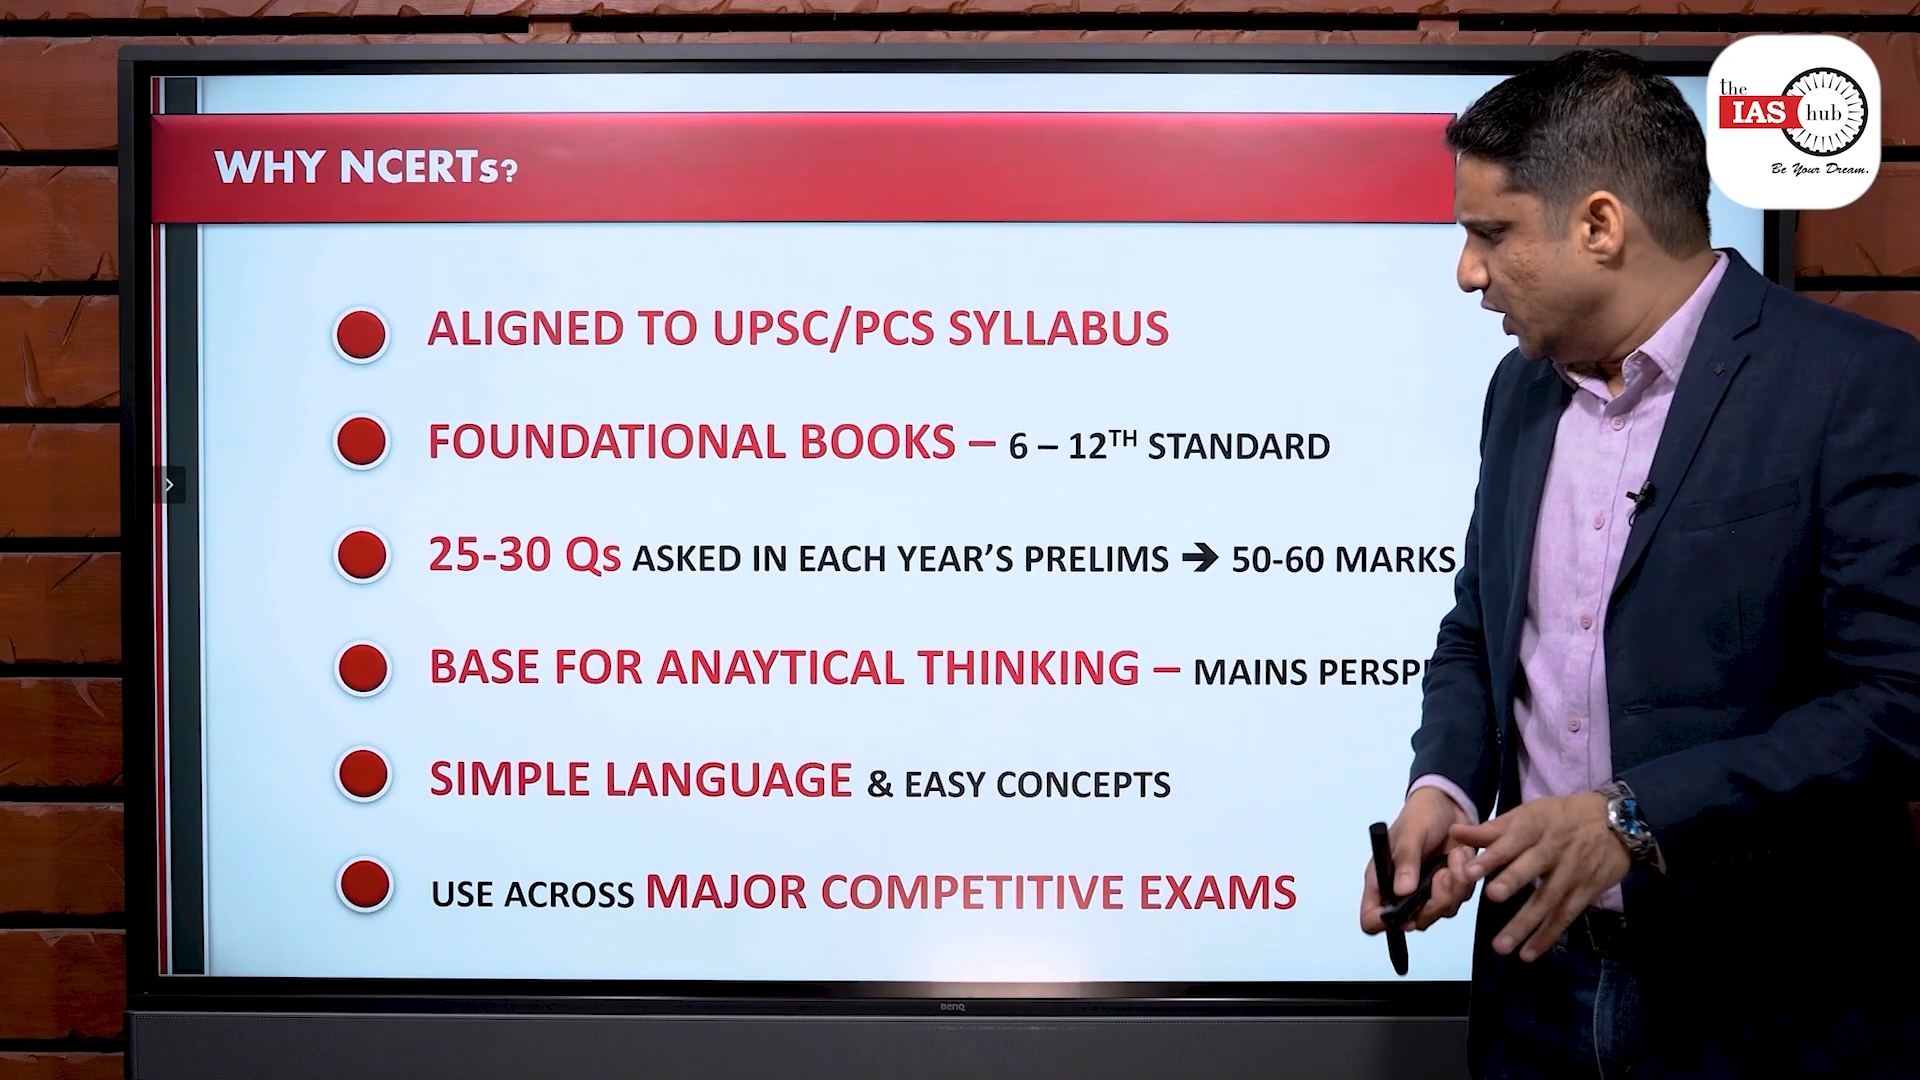 the
IAS hub
Be Your Dream.
WHY NCERTs?
ALIGNED TO UPSC/PCS SYLLABUS
FOUNDATIONAL BOOKS – 6 – 12TH STANDARD
25-30 Qs ASKED IN EACH YEAR’S PRELIMS ➔ 50-60 MARKS
BASE FOR ANAYTICAL THINKING – MAINS
SIMPLE LANGUAGE & EASY CONCEPTS
USE ACROSS MAJOR COMPETITIVE EXAMS
BenQ